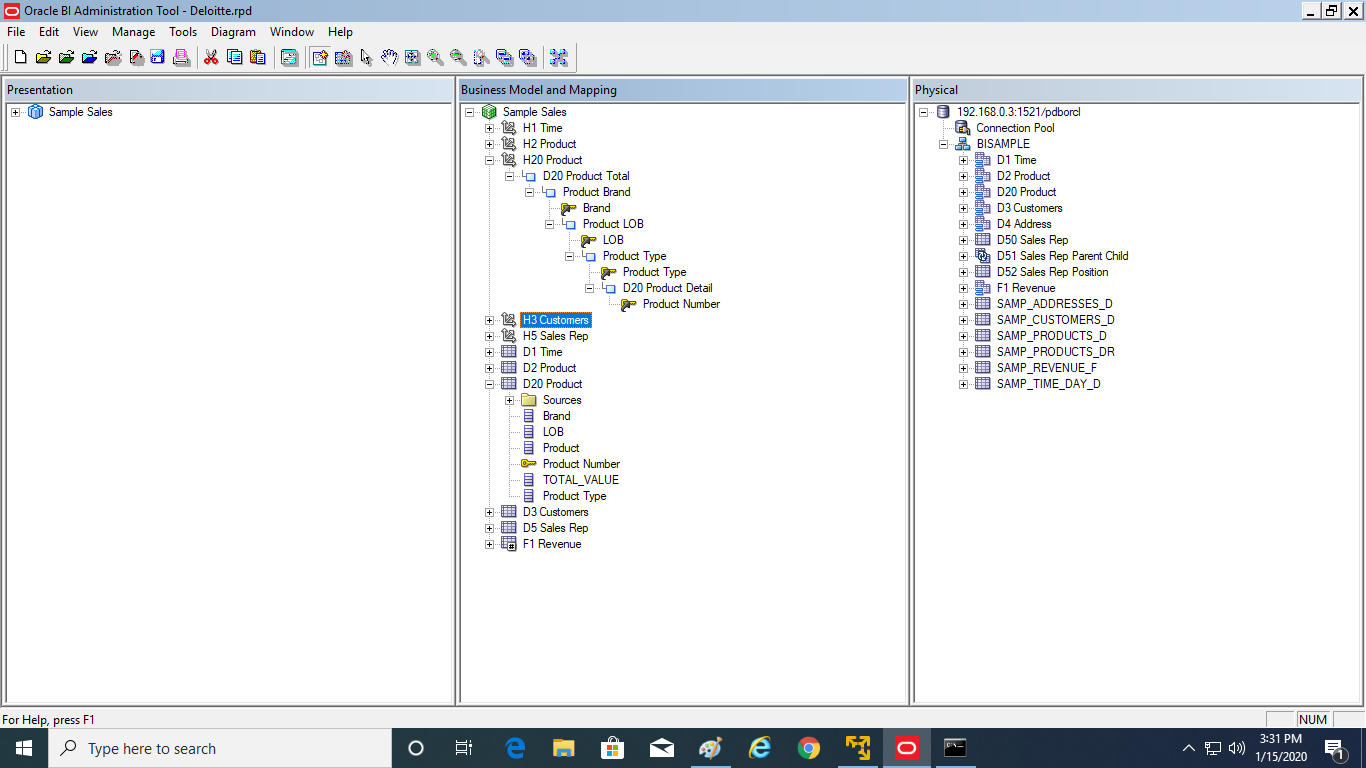 Oracle BI Administration Tool - Deloitte.rpd
File Edit View Manage Tools Diagram Window Help
Presentation
Sample Sales
Business Model and Mapping
Sample Sales
H1 Time
H2 Product
H20 Product
D20 Product Total
Product Brand
Brand
Product LOB
LOB
Product Type
Product Type
D20 Product Detail
Product Number
H3 Customers
H5 Sales Rep
D1 Time
D2 Product
D20 Product
Sources
Brand
LOB
Product
Product Number
TOTAL_VALUE
Product Type
D3 Customers
D5 Sales Rep
F1 Revenue
Physical
192.168.0.3:1521/pdborcl
Connection Pool
BISAMPLE
D1 Time
D2 Product
D20 Product
D3 Customers
D4 Address
D50 Sales Rep
D51 Sales Rep Parent Child
D52 Sales Rep Position
F1 Revenue
SAMP_ADDRESSES_D
SAMP_CUSTOMERS_D
SAMP_PRODUCTS_D
SAMP_PRODUCTS_DR
SAMP_REVENUE_F
SAMP_TIME_DAY_D
For Help, press F1
NUM
Type here to search
3:31 PM
1/15/2020
1